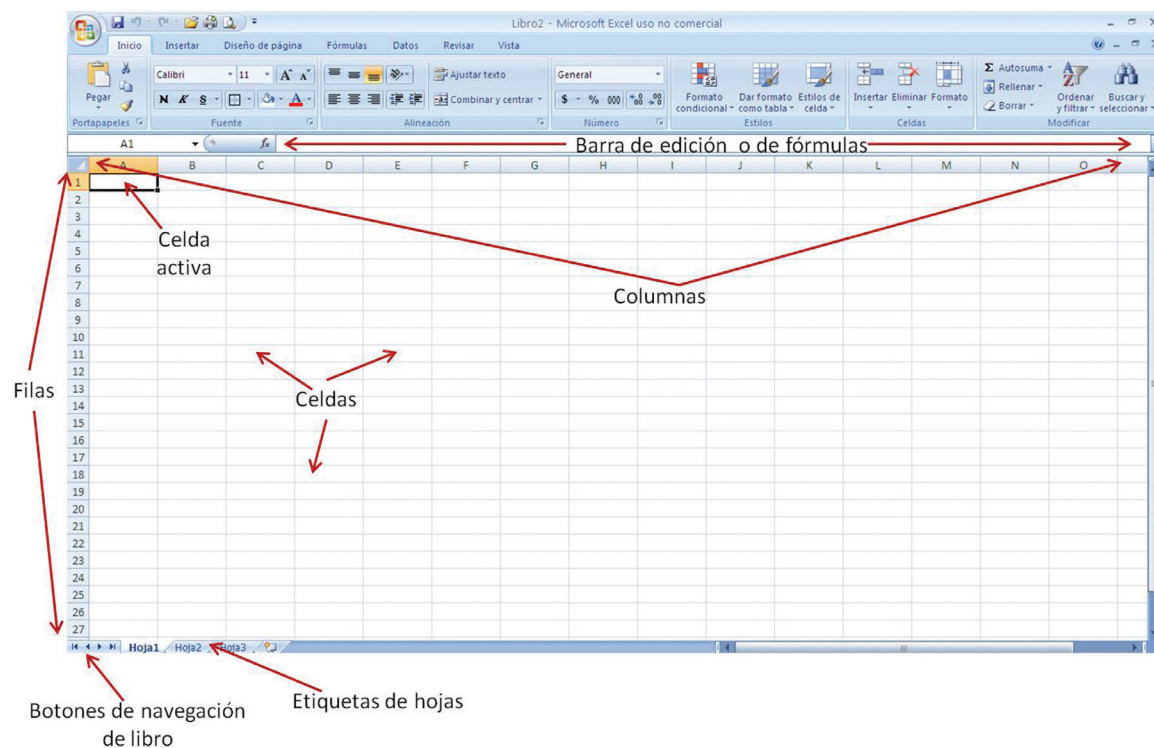 Libro2 - Microsoft Excel uso no comercial
Inicio Insertar Diseño de página Fórmulas Datos Revisar Vista
Calibri 11 A A Ajustar texto General Σ Autosuma
Pegar Rellenar
N K S A Combinar y centrar $ % 000 Formato condicional Dar formato como tabla Estilos de celda Insertar Eliminar Formato Borrar Ordenar y filtrar Buscar y seleccionar
Portapapeles Fuente Alineación Número Estilos Celdas Modificar
A1 fx Barra de edición o de fórmulas
A B C D E F G H I J K L M N O
1
2
3
4
Celda
5
activa
6
7
Columnas
8
9
10
11
12
Filas
13
Celdas
14
15
16
17
18
19
20
21
22
23
24
25
26
27
Hoja1 Hoja2 Hoja3
Etiquetas de hojas
Botones de navegación
de libro